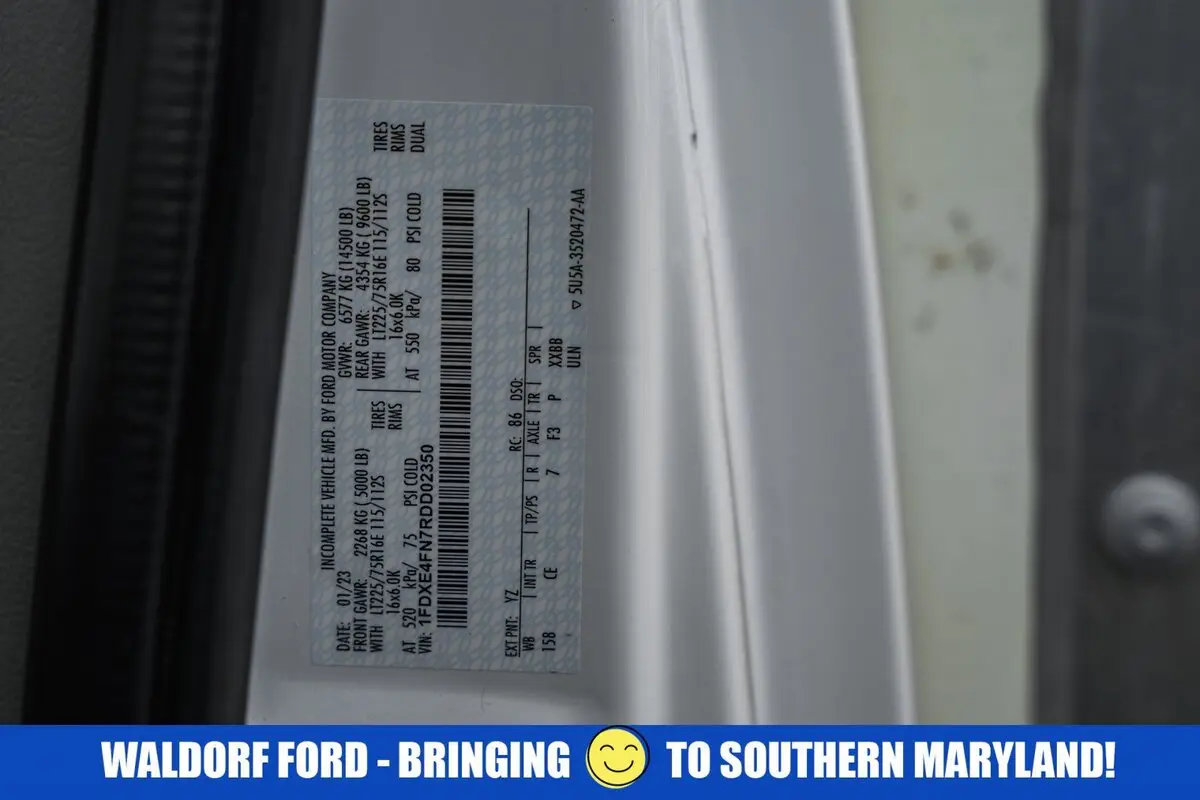 INCOMPLETE VEHICLE MFD. BY FORD MOTOR COMPANY
DATE: 01/23 GVWR: 6577 KG (14500 LB)
FRONT GAWR: 2268 KG ( 5000 LB) REAR GAWR: 4354 KG ( 9600 LB)
WITH LT225/75R16E 115/112S TIRES WITH LT225/75R16E 115/112S TIRES
16x6.0K RIMS 16x6.0K RIMS
AT 520 kPa/ 75 PSI COLD AT 550 kPa/ 80 PSI COLD DUAL
VIN: 1FDXE4FN7RDD02350
EXT PNT: YZ RC: 86 DSO:
WB INT TR TP/PS R AXLE TR SPR
158 CE 7 F3 P XXBB
ULN ▽ 5U5A-3520472-AA
WALDORF FORD - BRINGING 😊 TO SOUTHERN MARYLAND!